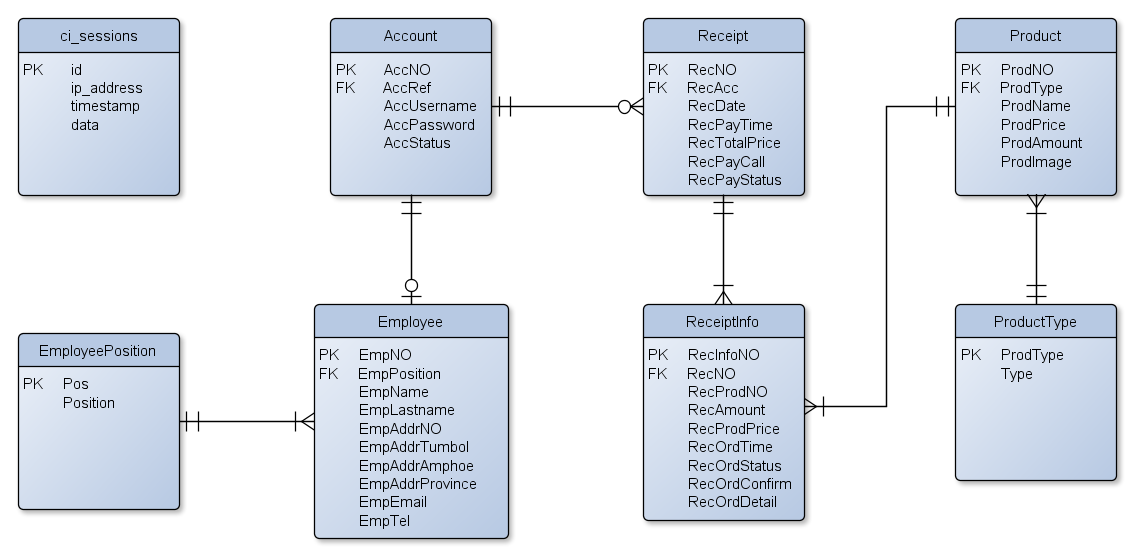 ci_sessions
PK id
ip_address
timestamp
data
Account
PK AccNO
FK AccRef
AccUsername
AccPassword
AccStatus
Receipt
PK RecNO
FK RecAcc
RecDate
RecPayTime
RecTotalPrice
RecPayCall
RecPayStatus
Product
PK ProdNO
FK ProdType
ProdName
ProdPrice
ProdAmount
ProdImage
EmployeePosition
PK Pos
Position
Employee
PK EmpNO
FK EmpPosition
EmpName
EmpLastname
EmpAddrNO
EmpAddrTumbol
EmpAddrAmphoe
EmpAddrProvince
EmpEmail
EmpTel
ReceiptInfo
PK RecInfoNO
FK RecNO
RecProdNO
RecAmount
RecProdPrice
RecOrdTime
RecOrdStatus
RecOrdConfirm
RecOrdDetail
ProductType
PK ProdType
Type